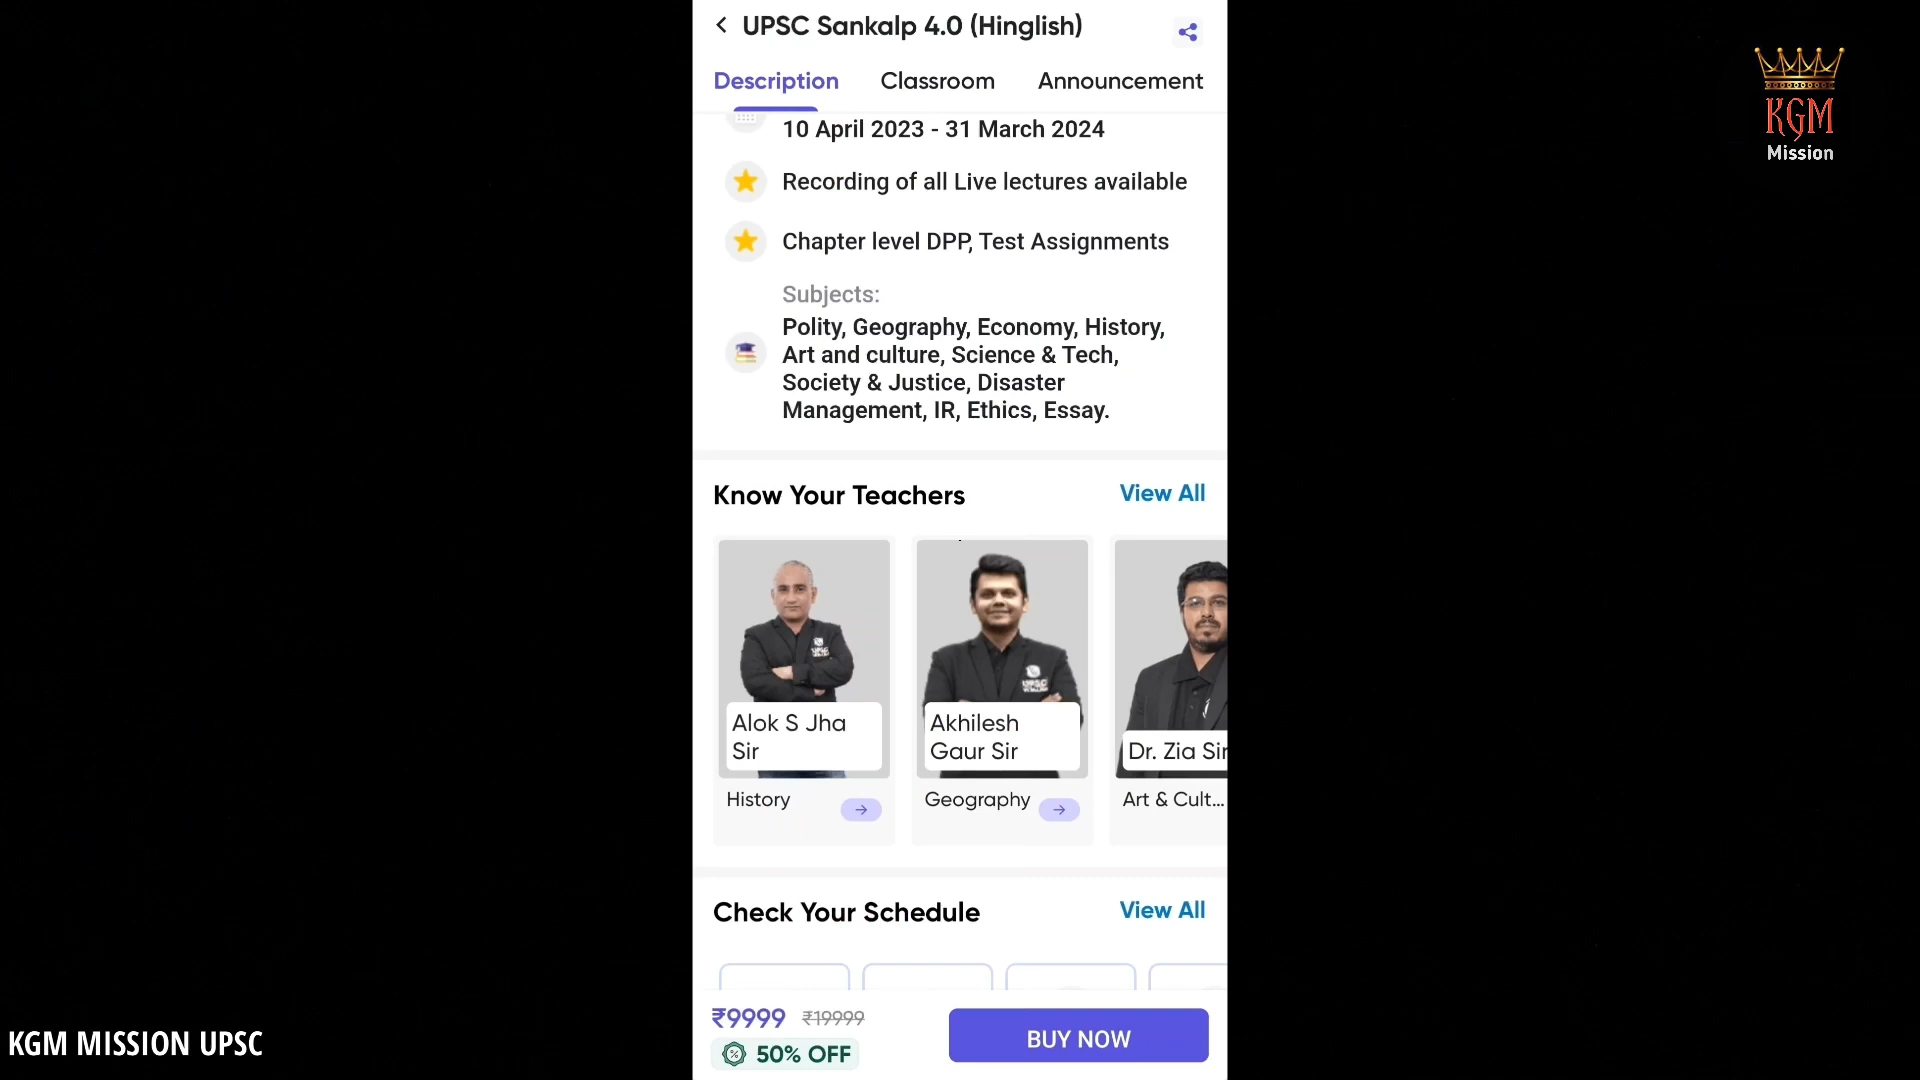 UPSC Sankalp 4.0 (Hinglish)
Description Classroom Announcement
10 April 2023 - 31 March 2024
Recording of all Live lectures available
Chapter level DPP, Test Assignments
Subjects:
Polity, Geography, Economy, History,
Art and culture, Science & Tech,
Society & Justice, Disaster
Management, IR, Ethics, Essay.
Know Your Teachers View All
Alok S Jha
Sir
History
Akhilesh
Gaur Sir
Geography
Dr. Zia Sir
Art & Cult...
Check Your Schedule View All
₹9999 ₹19999
50% OFF
BUY NOW
KGM
Mission
KGM MISSION UPSC